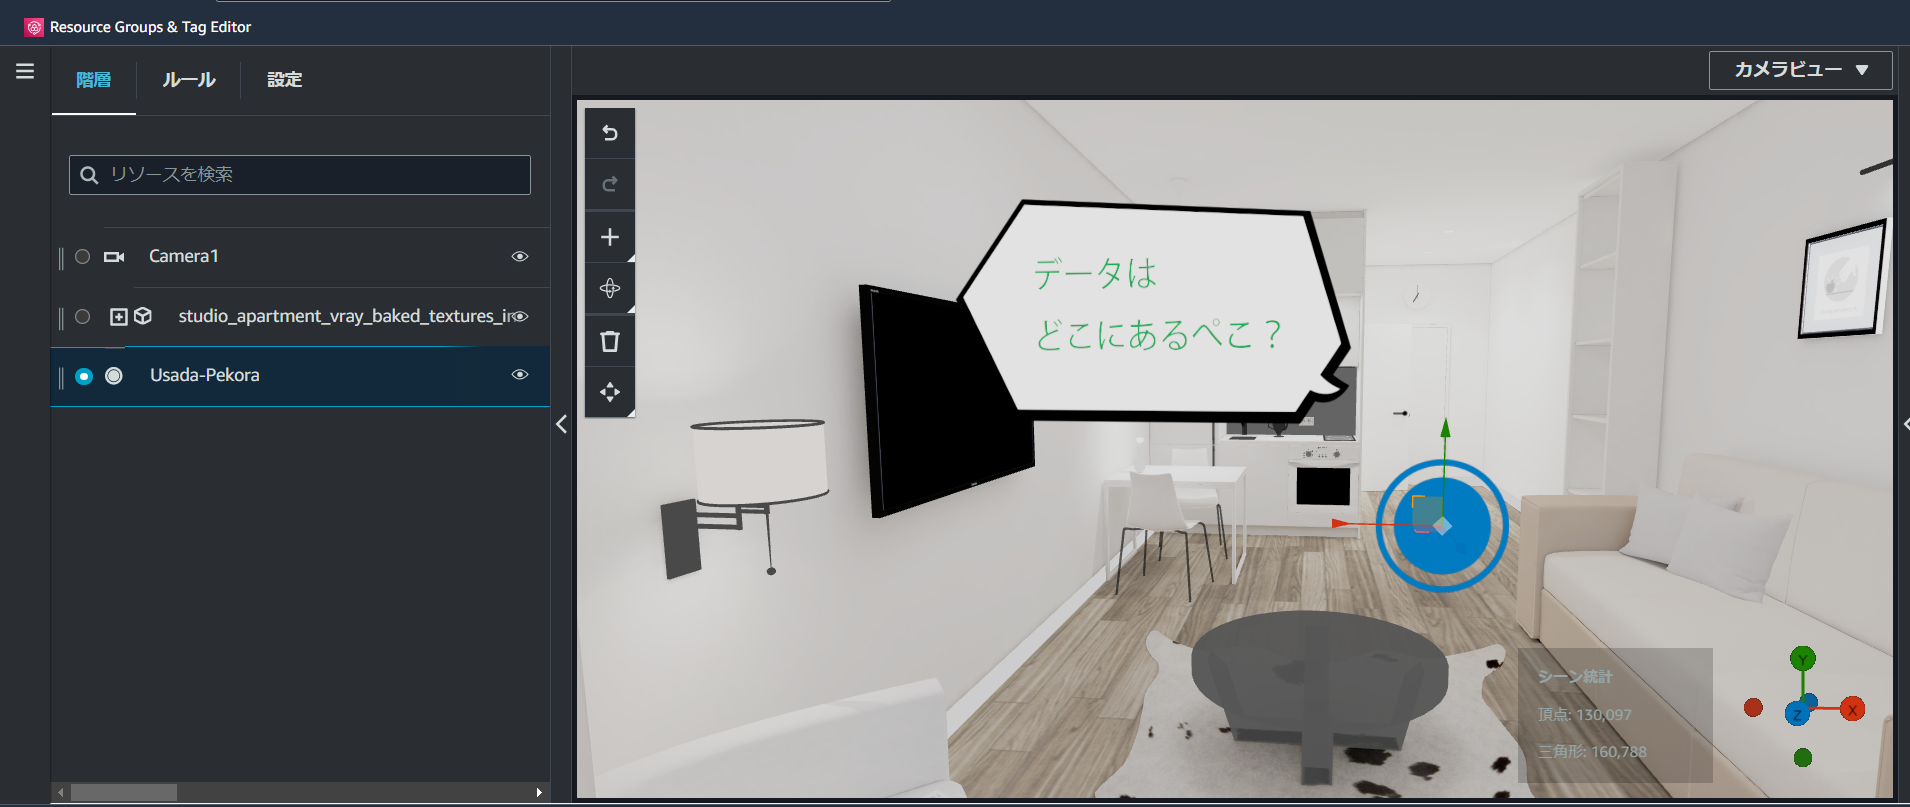 Resource Groups & Tag Editor
階層
ルール
設定
カメラビュー
リソースを検索
Camera1
studio_apartment_vray_baked_textures_i
Usada-Pekora
データは
どこにあるぺこ？
シーン統計
頂点: 130,097
三角形: 160,788
Y
Z
X